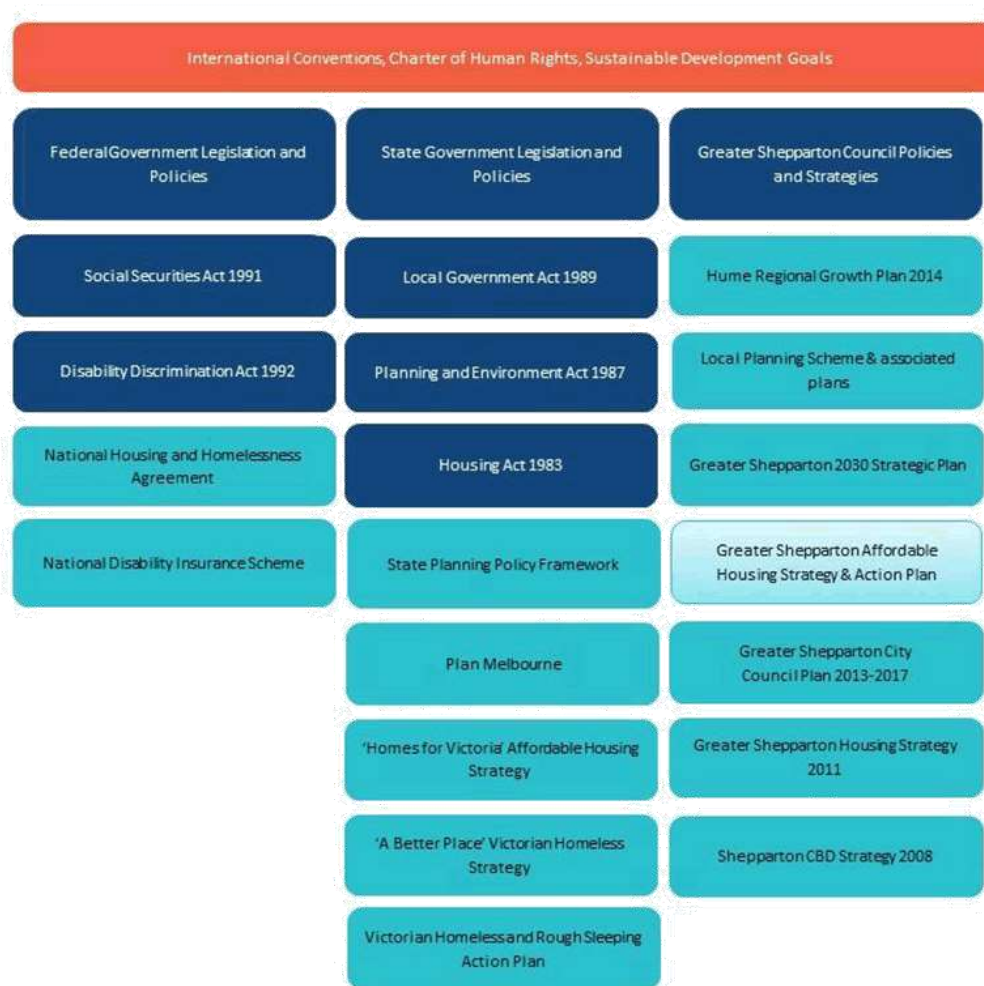 International Conventions, Charter of Human Rights, Sustainable Development Goals
Federal Government Legislation and
Policies
State Government Legislation and
Policies
Greater Shepparton Council Policies
and Strategies
Social Securities Act 1991
Local Government Act 1989
Hume Regional Growth Plan 2014
Disability Discrimination Act 1992
Planning and Environment Act 1987
Local Planning Scheme & associated
plans
National Housing and Homelessness
Agreement
Housing Act 1983
Greater Shepparton 2030 Strategic Plan
National Disability Insurance Scheme
State Planning Policy Framework
Greater Shepparton Affordable
Housing Strategy & Action Plan
Plan Melbourne
Greater Shepparton City
Council Plan 2013-2017
'Homes for Victoria' Affordable Housing
Strategy
Greater Shepparton Housing Strategy
2011
'A Better Place' Victorian Homeless
Strategy
Shepparton CBD Strategy 2008
Victorian Homeless and Rough Sleeping
Action Plan